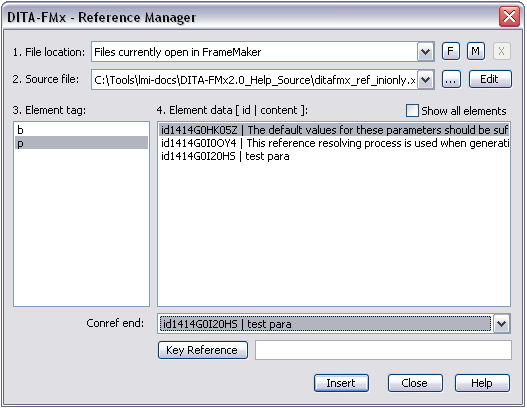 DITA-FMx - Reference Manager
1. File location: Files currently open in FrameMaker F M X
2. Source file: C:\Tools\lmi-docs\DITA-FMx2.0_Help_Source\ditafmx_ref_inionly.x ... Edit
3. Element tag: 4. Element data [ id | content ]: Show all elements
b
p
id1414G0HK05Z | The default values for these parameters should be suf
id1414G0I0OY4 | This reference resolving process is used when generati
id1414G0I20HS | test para
Conref end: id1414G0I20HS | test para
Key Reference
Insert Close Help